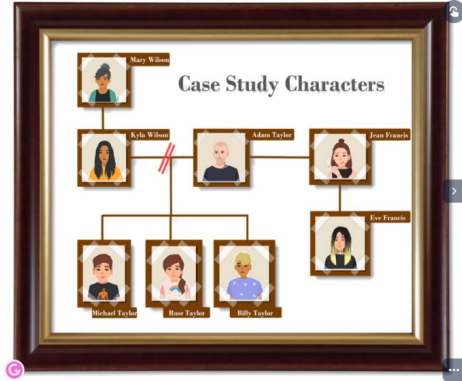 Mary Wilson
Case Study Characters
Kyla Wilson
Adam Taylor
Jean Francis
Eve Francis
Michael Taylor
Rose Taylor
Billy Taylor